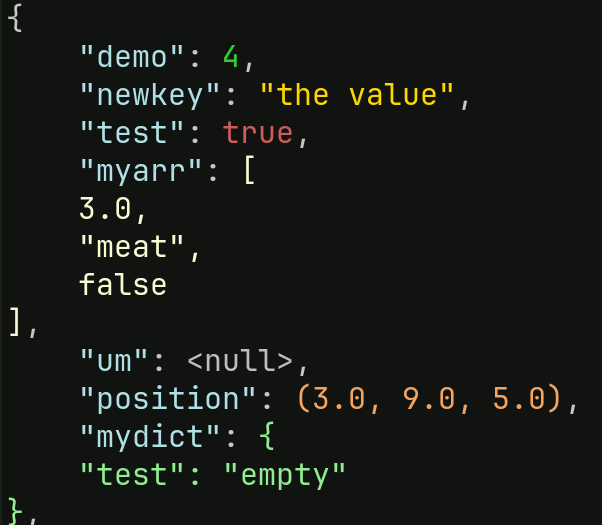 {
    "demo": 4,
    "newkey": "the value",
    "test": true,
    "myarr": [
    3.0,
    "meat",
    false
],
    "um": <null>,
    "position": (3.0, 9.0, 5.0),
    "mydict": {
    "test": "empty"
},